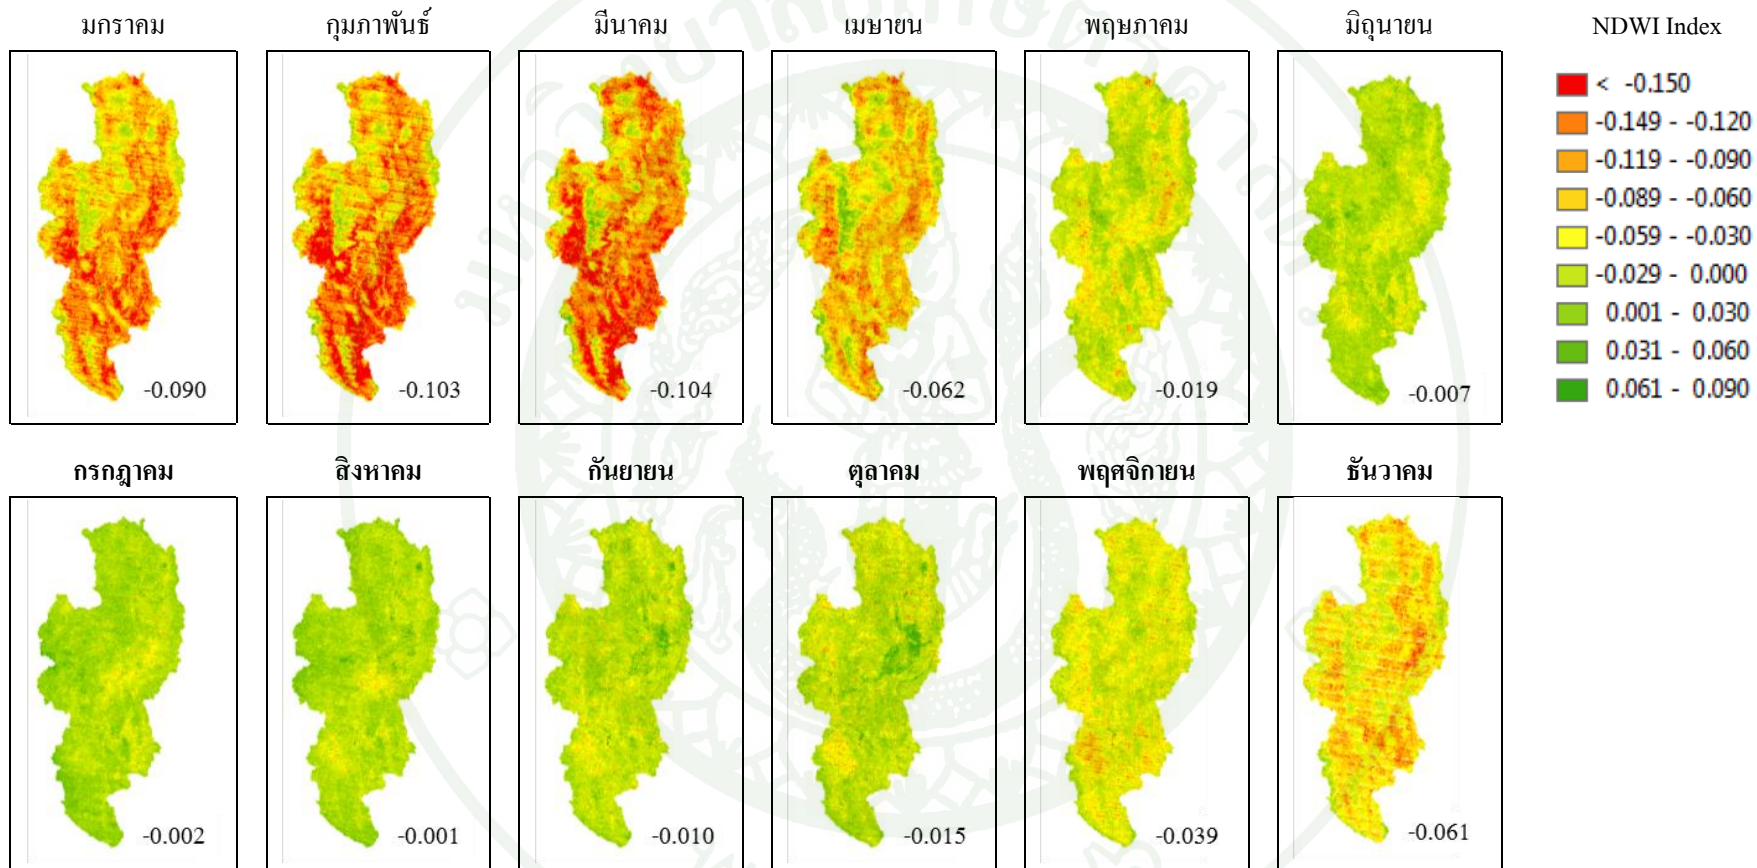 มกราคม กุมภาพันธ์ มีนาคม เมษายน พฤษภาคม มิถุนายน NDWI Index
< -0.150
-0.149 - -0.120
-0.119 - -0.090
-0.089 - -0.060
-0.059 - -0.030
-0.029 - 0.000
0.001 - 0.030
0.031 - 0.060
0.061 - 0.090
-0.090 -0.103 -0.104 -0.062 -0.019 -0.007
กรกฎาคม สิงหาคม กันยายน ตุลาคม พฤศจิกายน ธันวาคม
-0.002 -0.001 -0.010 -0.015 -0.039 -0.061